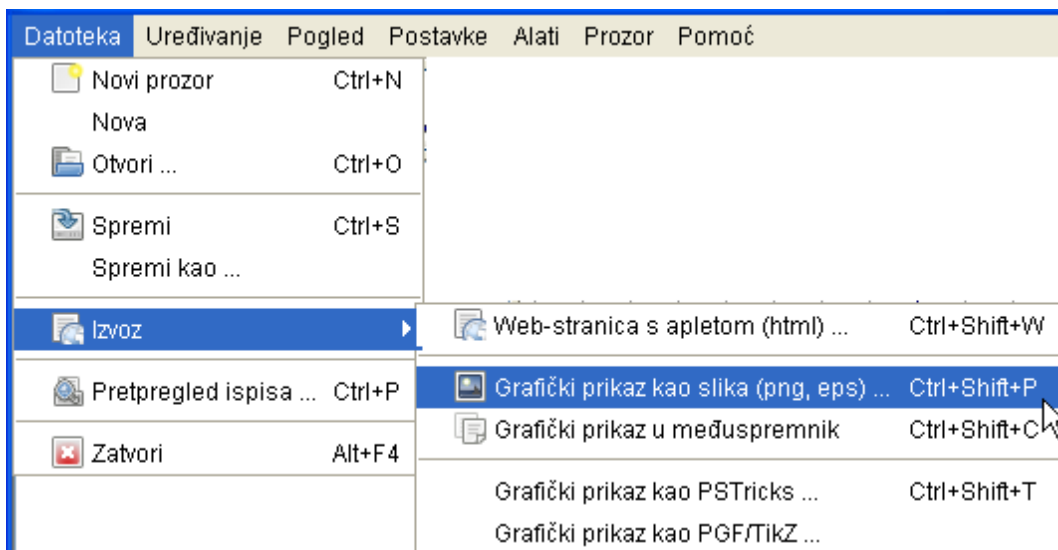 Datoteka Uređivanje Pogled Postavke Alati Prozor Pomoć
Novi prozor Ctrl+N
Nova
Otvori ... Ctrl+O
Spremi Ctrl+S
Spremi kao ...
Izvoz
Pretpregled ispisa ... Ctrl+P
Zatvori Alt+F4
Web-stranica s apletom (html) ... Ctrl+Shift+W
Grafički prikaz kao slika (png, eps) ... Ctrl+Shift+P
Grafički prikaz u međuspremnik Ctrl+Shift+C
Grafički prikaz kao PSTricks ... Ctrl+Shift+T
Grafički prikaz kao PGF/TikZ ...